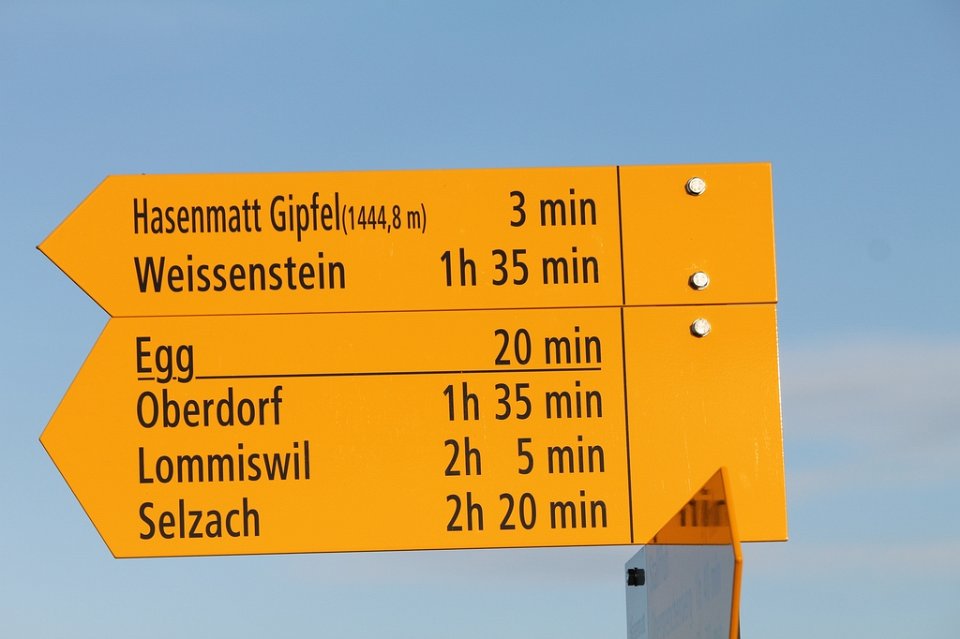 Hasenmatt Gipfel(1444,8 m) 3 min
Weissenstein 1h 35 min
Egg 20 min
Oberdorf 1h 35 min
Lommiswil 2h 5 min
Selzach 2h 20 min